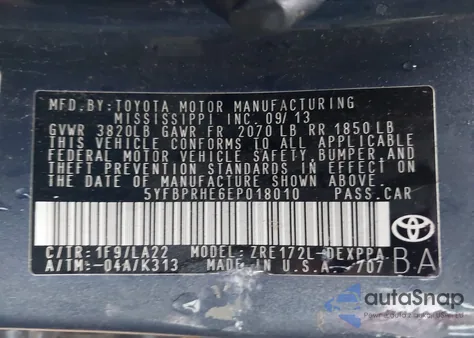 MFD. BY: TOYOTA MOTOR MANUFACTURING
MISSISSIPPI INC. 09/13
GVWR 3820LB GAWR FR 2070 LB RR 1850 LB
THIS VEHICLE CONFORMS TO ALL APPLICABLE
FEDERAL MOTOR VEHICLE SAFETY, BUMPER, AND
THEFT PREVENTION STANDARDS IN EFFECT ON
THE DATE OF MANUFACTURE SHOWN ABOVE.
5YFBPRHE6EP018010 PASS. CAR
C/TR: 1F9/LA22 MODEL: ZRE172L-DEXPPA
A/TM: -04A/K313 MADE IN U.S.A. -707 BA
TOYOTA
autoSnap